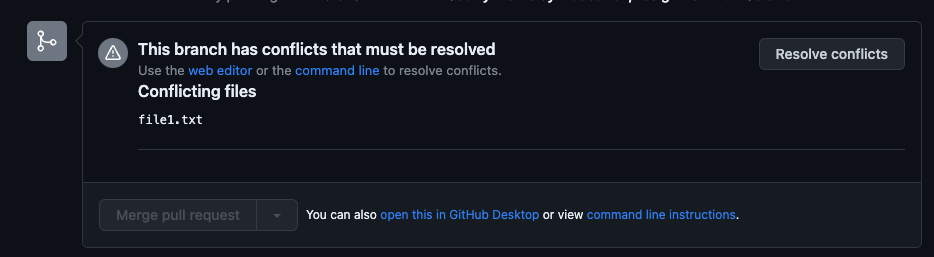 This branch has conflicts that must be resolved
Resolve conflicts
Use the web editor or the command line to resolve conflicts.
Conflicting files
file1.txt
Merge pull request
You can also open this in GitHub Desktop or view command line instructions.